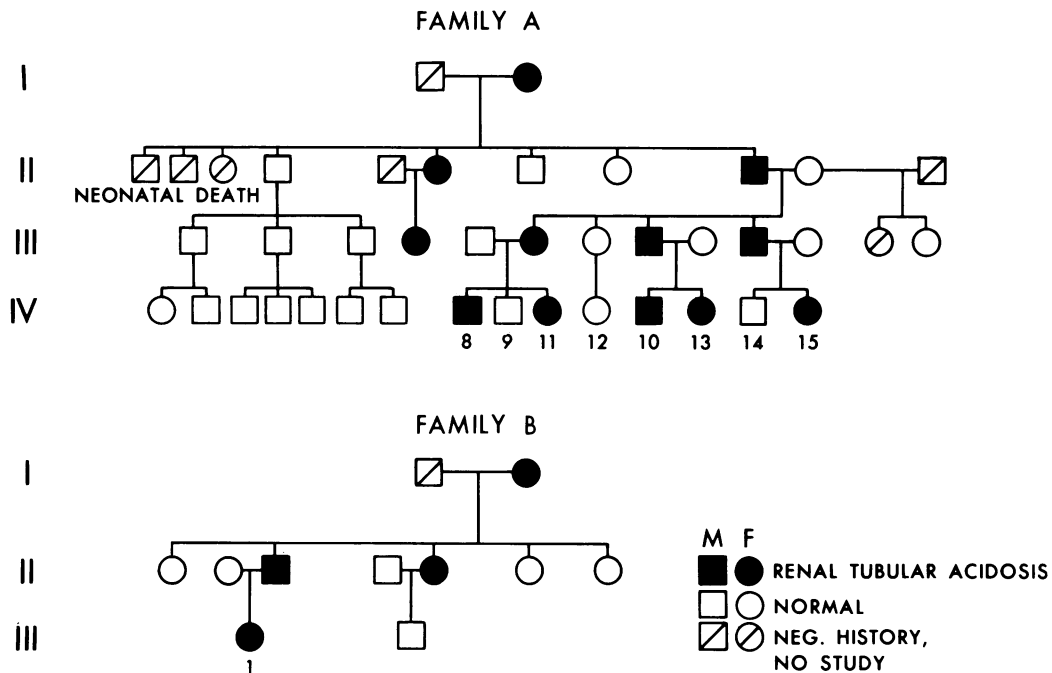 FAMILY A
I
II
NEONATAL DEATH
III
IV
8 9 11 12 10 13 14 15
FAMILY B
I
II
III
1
M F
RENAL TUBULAR ACIDOSIS
NORMAL
NEG. HISTORY,
NO STUDY